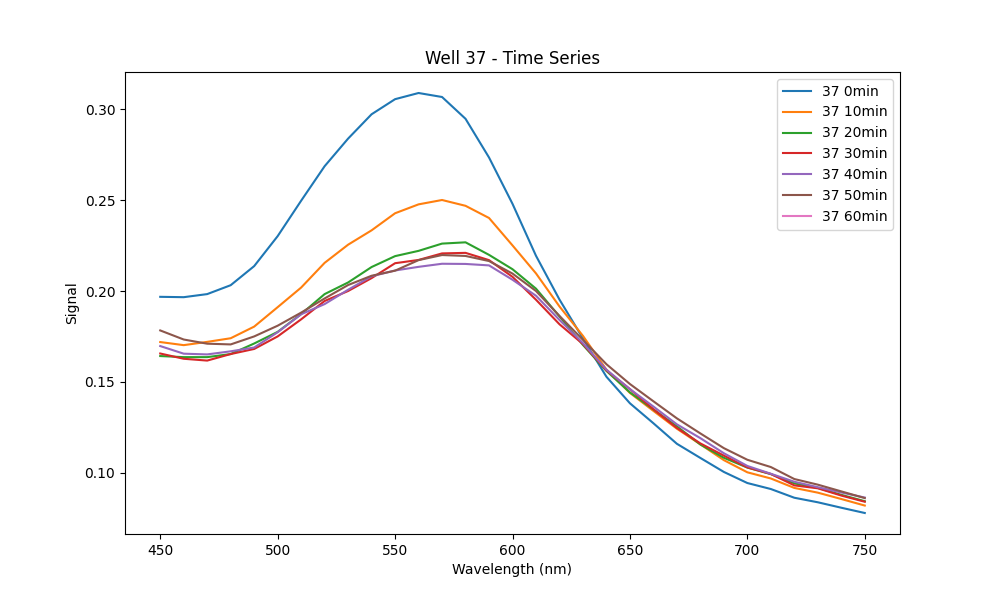 Well 37 - Time Series
37 0min
37 10min
37 20min
37 30min
37 40min
37 50min
37 60min
0.30
0.25
0.20
0.15
0.10
Signal
450 500 550 600 650 700 750
Wavelength (nm)